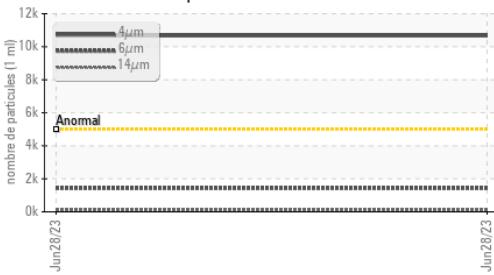 12k
10k
8k
6k
4k
2k
0k
nombre de particules (1 ml)
4μm
6μm
14μm
Anormal
Jun28/23
Jun28/23